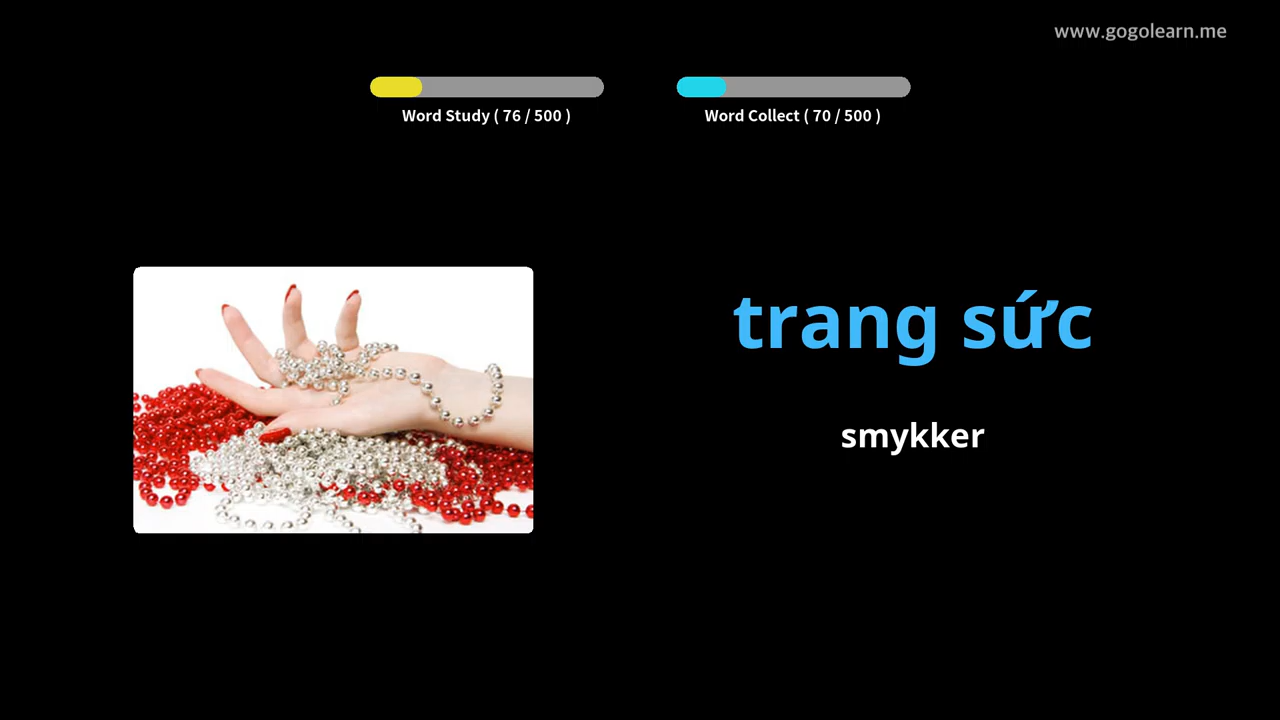 www.gogolearn.me
Word Study ( 76 / 500 )
Word Collect ( 70 / 500 )
trang sức
smykker